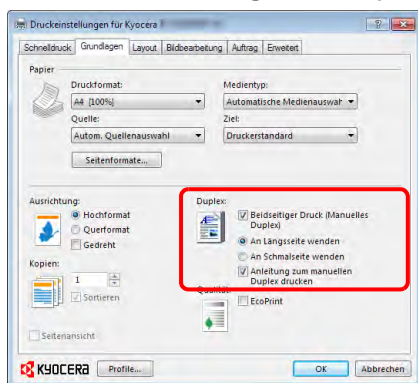 Druckeinstellungen für Kyocera
Schnelldruck Grundlagen Layout Bildbearbeitung Auftrag Erweitert
Papier
Druckformat: Medientyp:
A4 [100%] Automatische Medienauswahl
Quelle: Ziel:
Autom. Quellenauswahl Druckerstandard
Seitenformate...
Ausrichtung: Duplex:
Hochformat Beidseitiger Druck (Manuelles Duplex)
Querformat An Längsseite wenden
Gedreht An Schmalseite wenden
Kopien: Anleitung zum manuellen Duplex drucken
1
Sortieren
Qualität:
EcoPrint
Seitenansicht
KYOCERA Profile... OK Abbrechen